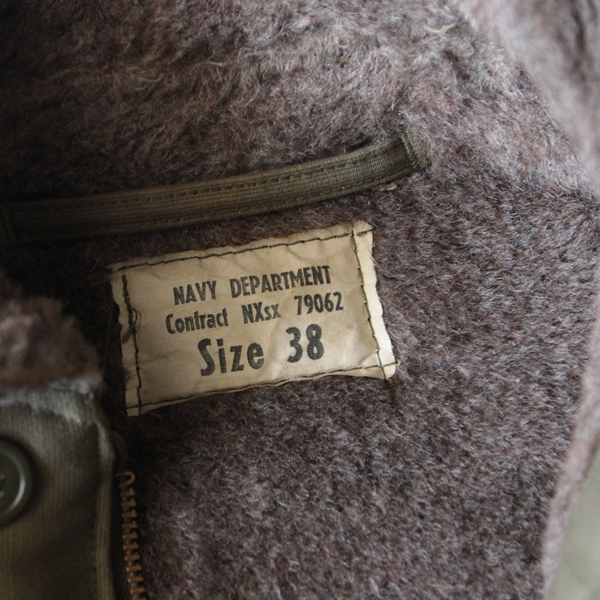 NAVY DEPARTMENT
Contract NXsx 79062
Size 38